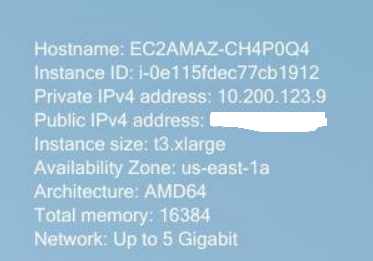 Hostname: EC2AMAZ-CH4P0Q4
Instance ID: i-0e115fdec77cb1912
Private IPv4 address: 10.200.123.9
Public IPv4 address:
Instance size: t3.xlarge
Availability Zone: us-east-1a
Architecture: AMD64
Total memory: 16384
Network: Up to 5 Gigabit